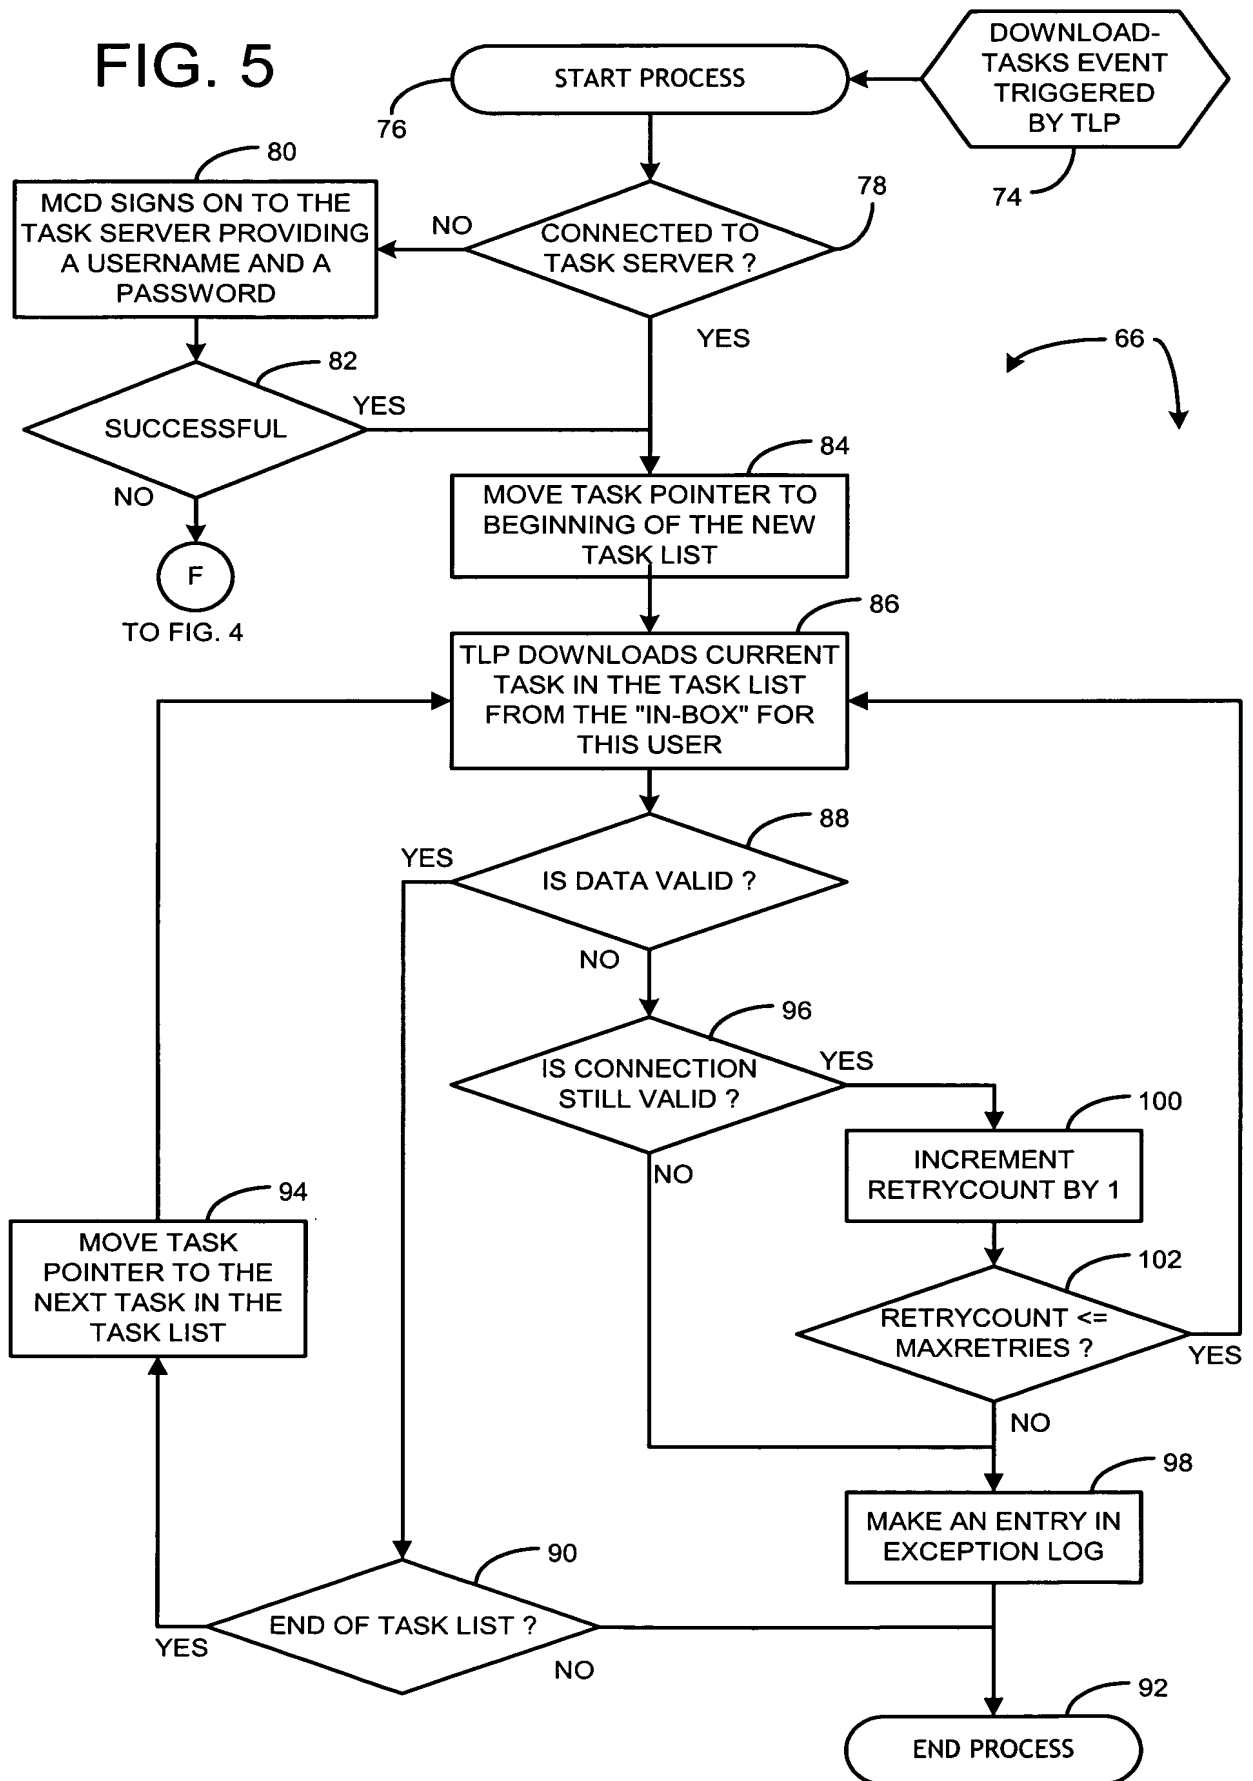 FIG. 5
START PROCESS
76
DOWNLOAD-
TASKS EVENT
TRIGGERED
BY TLP
74
80
MCD SIGNS ON TO THE
TASK SERVER PROVIDING
A USERNAME AND A
PASSWORD
NO
CONNECTED TO
TASK SERVER ?
78
YES
66
82
SUCCESSFUL
YES
NO
F
TO FIG. 4
84
MOVE TASK POINTER TO
BEGINNING OF THE NEW
TASK LIST
86
TLP DOWNLOADS CURRENT
TASK IN THE TASK LIST
FROM THE "IN-BOX" FOR
THIS USER
88
YES
IS DATA VALID ?
NO
96
IS CONNECTION
STILL VALID ?
YES
NO
100
INCREMENT
RETRYCOUNT BY 1
94
MOVE TASK
POINTER TO THE
NEXT TASK IN THE
TASK LIST
102
RETRYCOUNT <=
MAXRETRIES ?
YES
NO
98
MAKE AN ENTRY IN
EXCEPTION LOG
90
END OF TASK LIST ?
YES
NO
92
END PROCESS